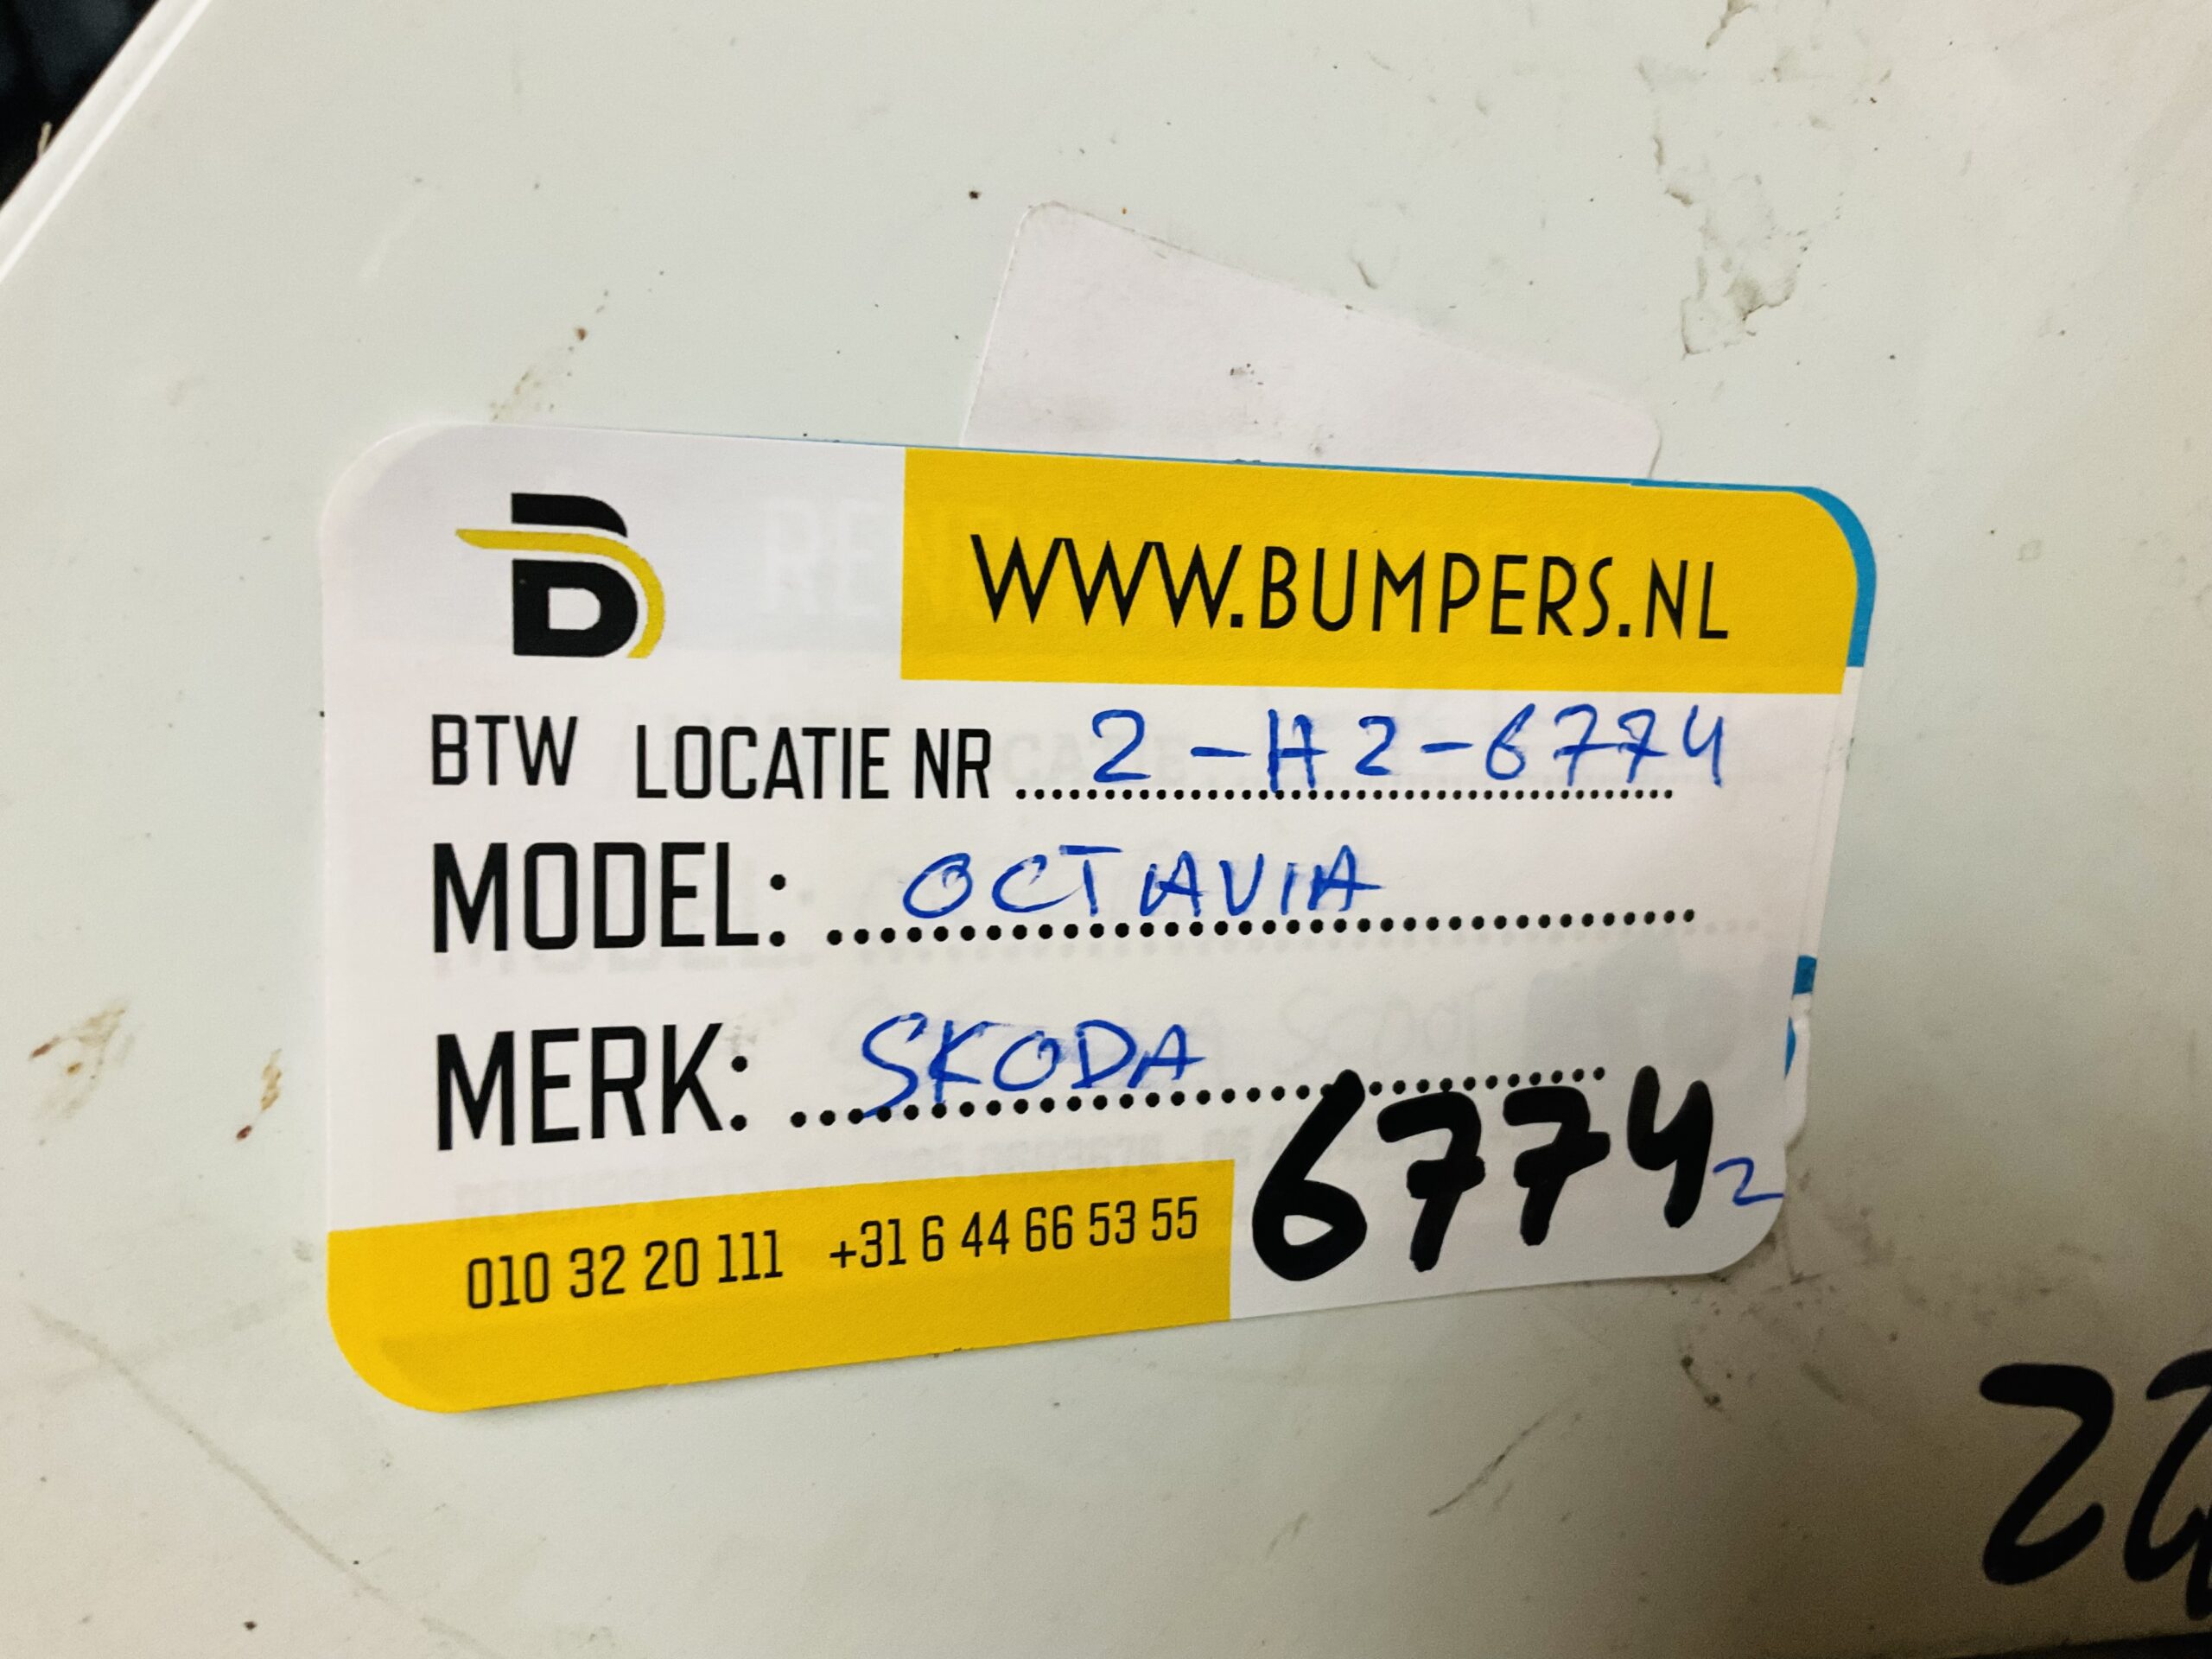 WWW.BUMPERS.NL
BTW LOCATIE NR 2-H2-6774
MODEL: OCTAVIA
MERK: SKODA
6774 2
010 32 20 111 +31 6 44 66 53 55